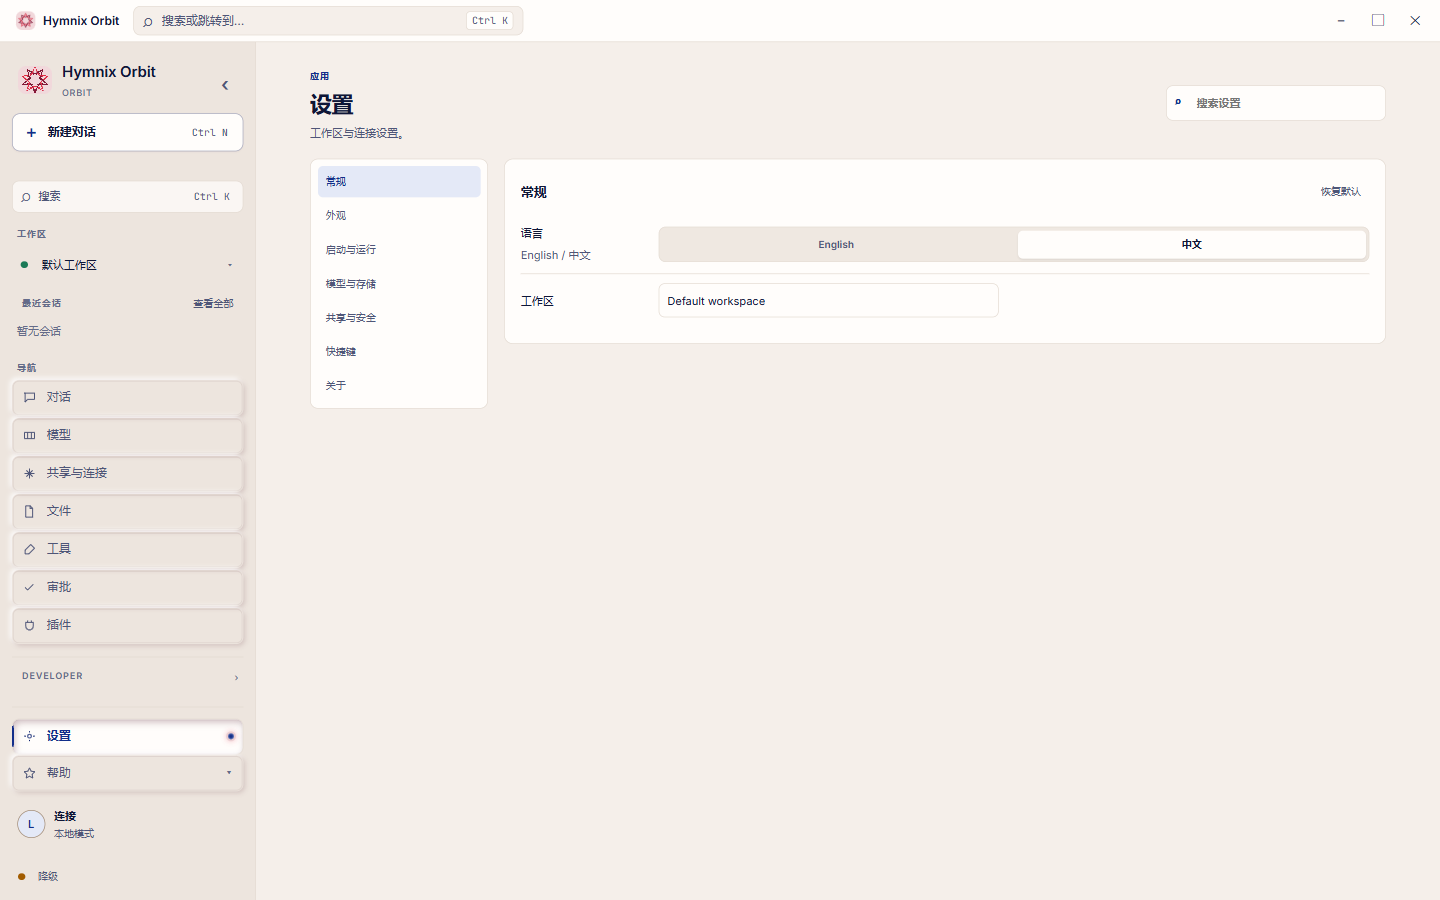 Hymnix Orbit
搜索或跳转到... Ctrl K
Hymnix Orbit
ORBIT
新建对话 Ctrl N
搜索 Ctrl K
工作区
默认工作区
最近会话 查看全部
暂无会话
导航
对话
模型
共享与连接
文件
工具
审批
插件
DEVELOPER
设置
帮助
L
连接
本地模式
降级
应用
设置
工作区与连接设置。
搜索设置
常规
外观
启动与运行
模型与存储
共享与安全
快捷键
关于
常规 恢复默认
语言
English / 中文
English 中文
工作区 Default workspace